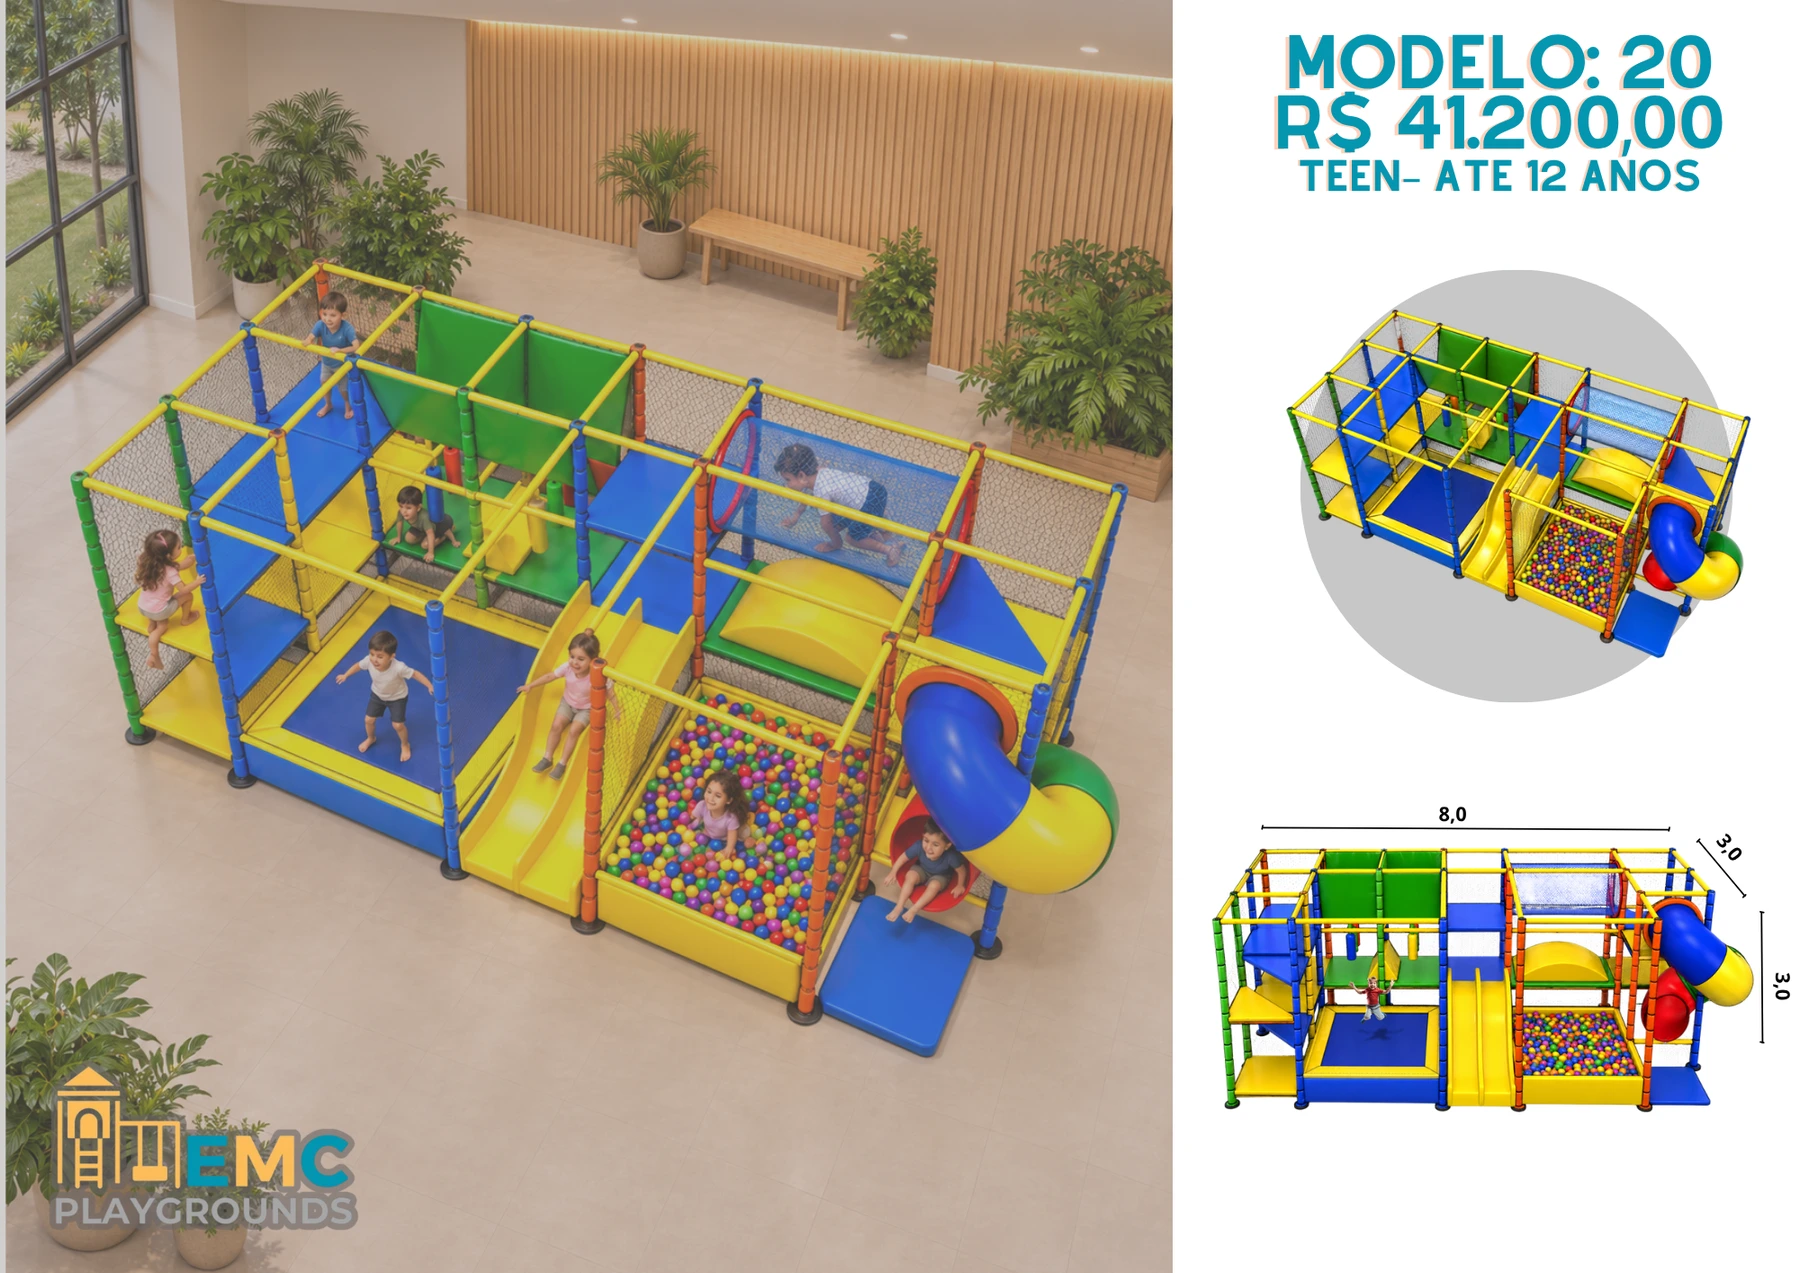 MODELO: 20
R$ 41.200,00
TEEN– ATE 12 ANOS
8,0
3,0
3,0
EMC
PLAYGROUNDS